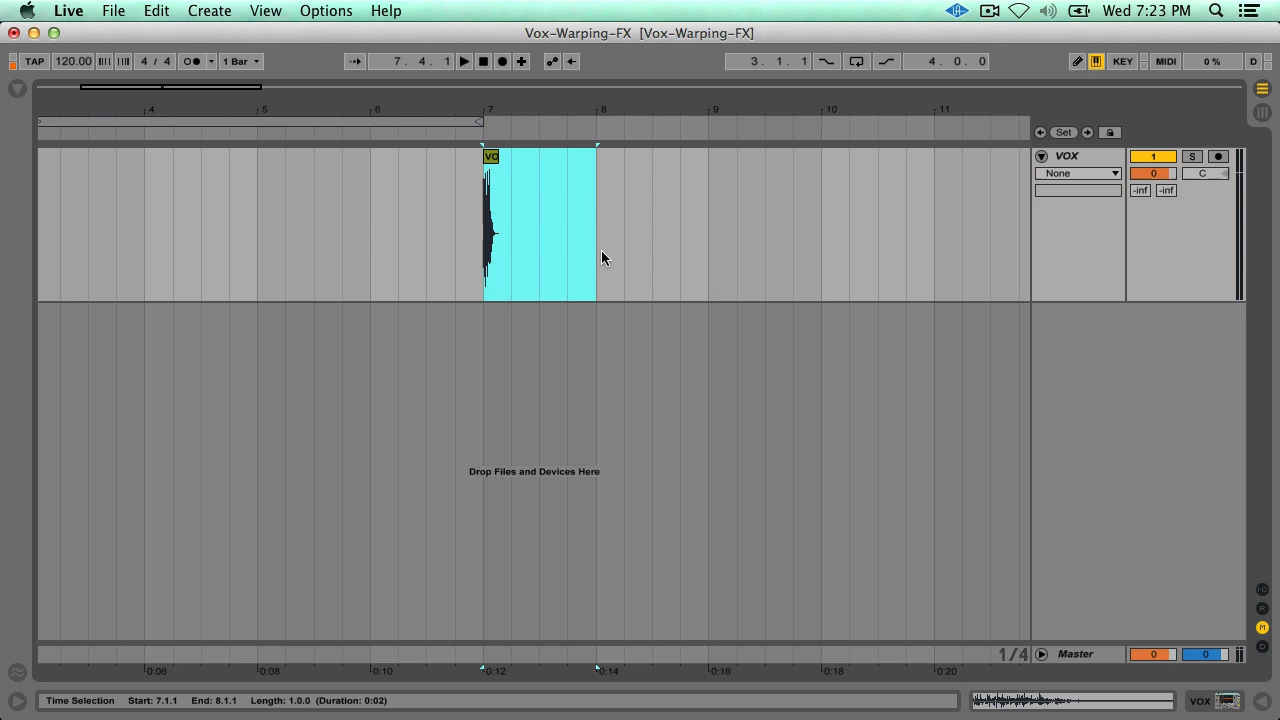 Live File Edit Create View Options Help Wed 7:23 PM
Vox-Warping-FX [Vox-Warping-FX]
TAP 120.00 4 / 4 1 Bar 7. 4. 1 3. 1. 1 4. 0. 0 KEY MIDI 0 % D
4 5 6 7 8 9 10 11
Set
VO VOX 1 S
None 0 C
-inf -inf
Drop Files and Devices Here
I·O
R
M
D
1/4 Master 0 0
0:06 0:08 0:10 0:12 0:14 0:16 0:18 0:20
Time Selection Start: 7.1.1 End: 8.1.1 Length: 1.0.0 (Duration: 0:02) VOX